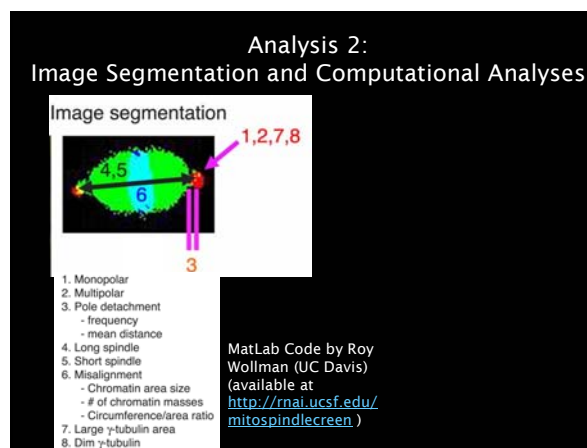 Analysis 2:
Image Segmentation and Computational Analyses
Image segmentation
1,2,7,8
4,5
6
3
1. Monopolar
2. Multipolar
3. Pole detachment
- frequency
- mean distance
4. Long spindle
5. Short spindle
6. Misalignment
- Chromatin area size
- # of chromatin masses
- Circumference/area ratio
7. Large γ-tubulin area
8. Dim γ-tubulin
MatLab Code by Roy
Wollman (UC Davis)
(available at
http://rnai.ucsf.edu/
mitospindlecreen )